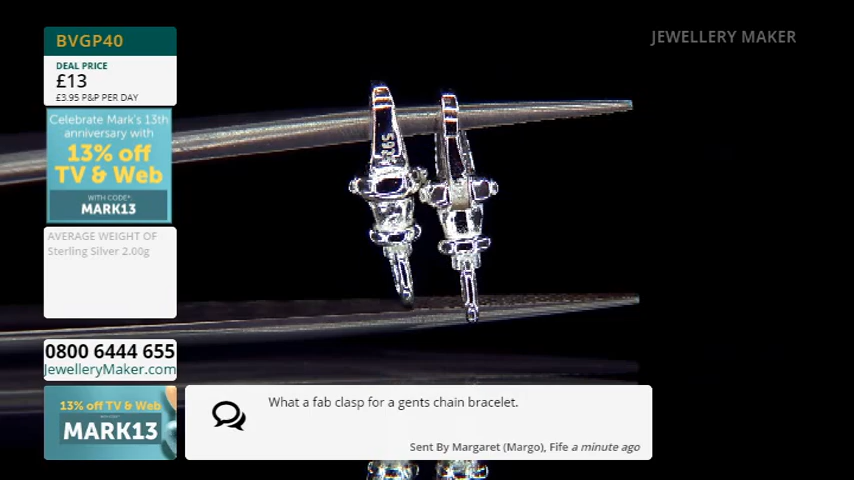 BVGP40
DEAL PRICE
£13
£3.95 P&P PER DAY
Celebrate Mark's 13th
anniversary with
13% off
TV & Web
WITH CODE*:
MARK13
AVERAGE WEIGHT OF
Sterling Silver 2.00g
0800 6444 655
JewelleryMaker.com
13% off TV & Web
MARK13
JEWELLERY MAKER
925
What a fab clasp for a gents chain bracelet.
Sent By Margaret (Margo), Fife a minute ago